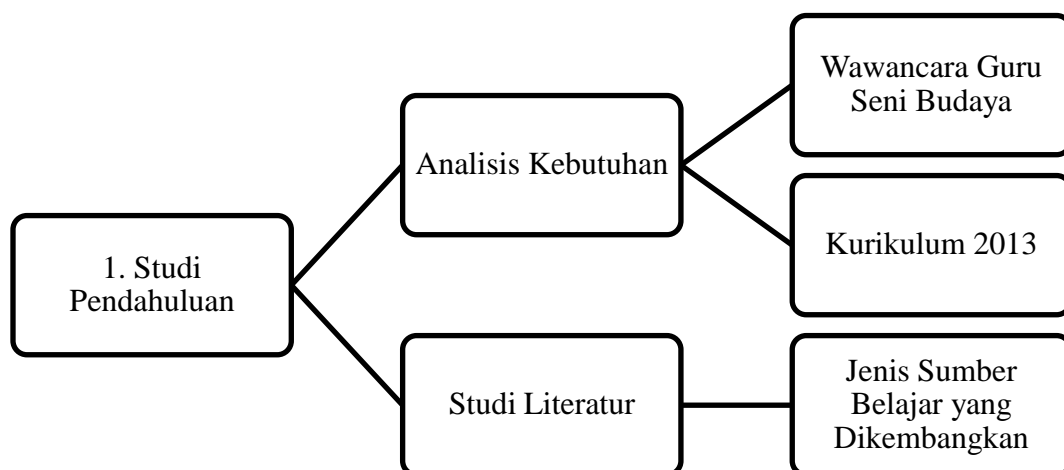 1. Studi
Pendahuluan
Analisis Kebutuhan
Wawancara Guru
Seni Budaya
Kurikulum 2013
Studi Literatur
Jenis Sumber
Belajar yang
Dikembangkan